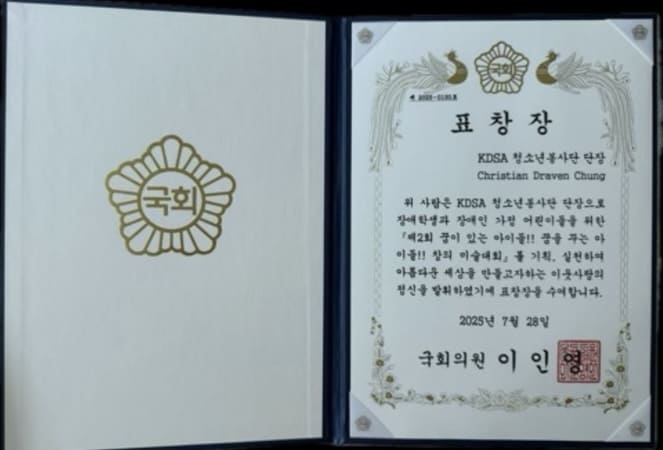 국회
국회
제 2025-0191호
표 창 장
KDSA 청소년봉사단 단장
Christian Draven Chung
위 사람은 KDSA 청소년봉사단 단장으로
장애학생과 장애인 가정 어린이들을 위한
『제2회 꿈이 있는 아이들!! 꿈을 꾸는 아
이들!! 창의 미술대회』를 기획, 실천하여
아름다운 세상을 만들고자하는 이웃사랑의
정신을 발휘하였기에 표창장을 수여합니다.
2025년 7월 28일
국회의원 이 인 영